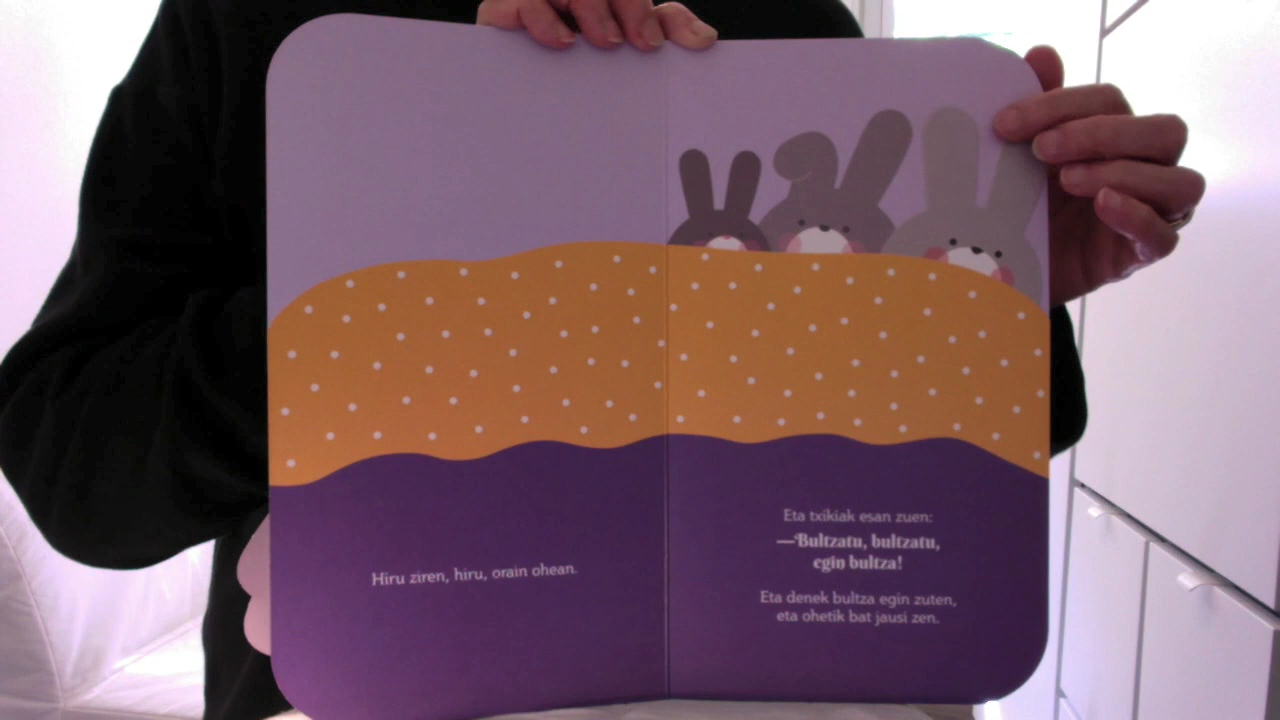 Hiru ziren, hiru, orain ohean.
Eta txikiak esan zuen:
—Bultzatu, bultzatu,
egin bultza!
Eta denek bultza egin zuten,
eta ohetik bat jausi zen.